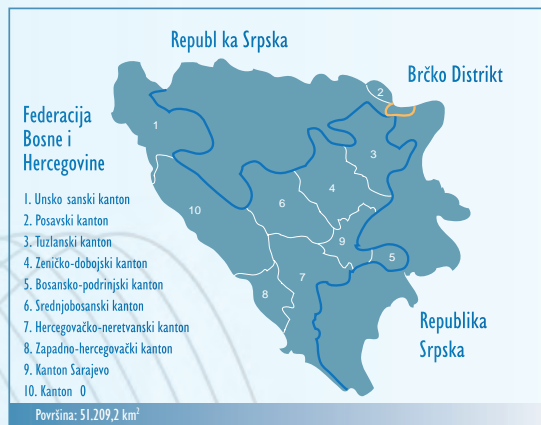 Republ ka Srpska
Brčko Distrikt
Federacija
Bosne i
Hercegovine
1. Unsko sanski kanton
2. Posavski kanton
3. Tuzlanski kanton
4. Zeničko-dobojski kanton
5. Bosansko-podrinjski kanton
6. Srednjobosanski kanton
7. Hercegovačko-neretvanski kanton
8. Zapadno-hercegovački kanton
9. Kanton Sarajevo
10. Kanton 0
1
2
3
4
5
6
7
8
9
10
Republika
Srpska
Površina: 51.209,2 km²